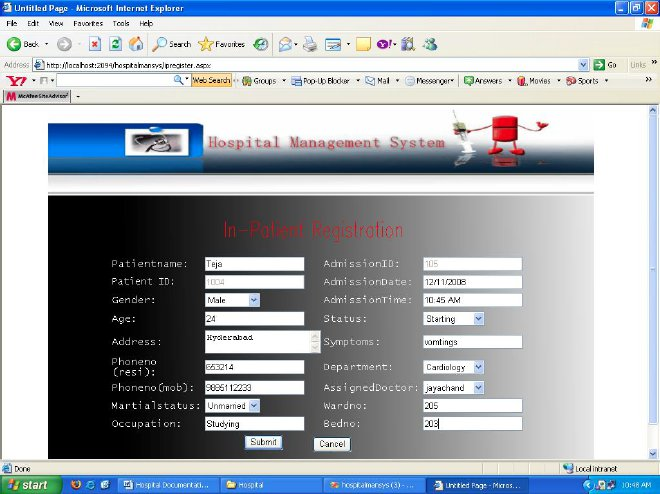 Untitled Page - Microsoft Internet Explorer
File Edit View Favorites Tools Help
Back Search Favorites
Address http://localhost:2094/hospitalmansys/ipregister.aspx Go Links »
Y! Web Search Groups Pop-Up Blocker Mail Messenger Answers Movies Sports »
McAfee SiteAdvisor
Hospital Management System
In-Patient Registration
Patientname: Teja AdmissionID: 105
Patient ID: 1004 AdmissionDate: 12/11/2008
Gender: Male AdmissionTime: 10:45 AM
Age: 24 Status: Starting
Address: Hyderabad Symptoms: vomtings
Phoneno
(resi): 653214 Department: Cardiology
Phoneno(mob): 9885112233 AssignedDoctor: jayachand
Martialstatus: Unmarried Wardno: 205
Occupation: Studying Bedno: 203
Submit Cancel
Done Local intranet
start Hospital Documentati... Hospital hospitalmansys (3) - ... Untitled Page - Micros... 10:48 AM